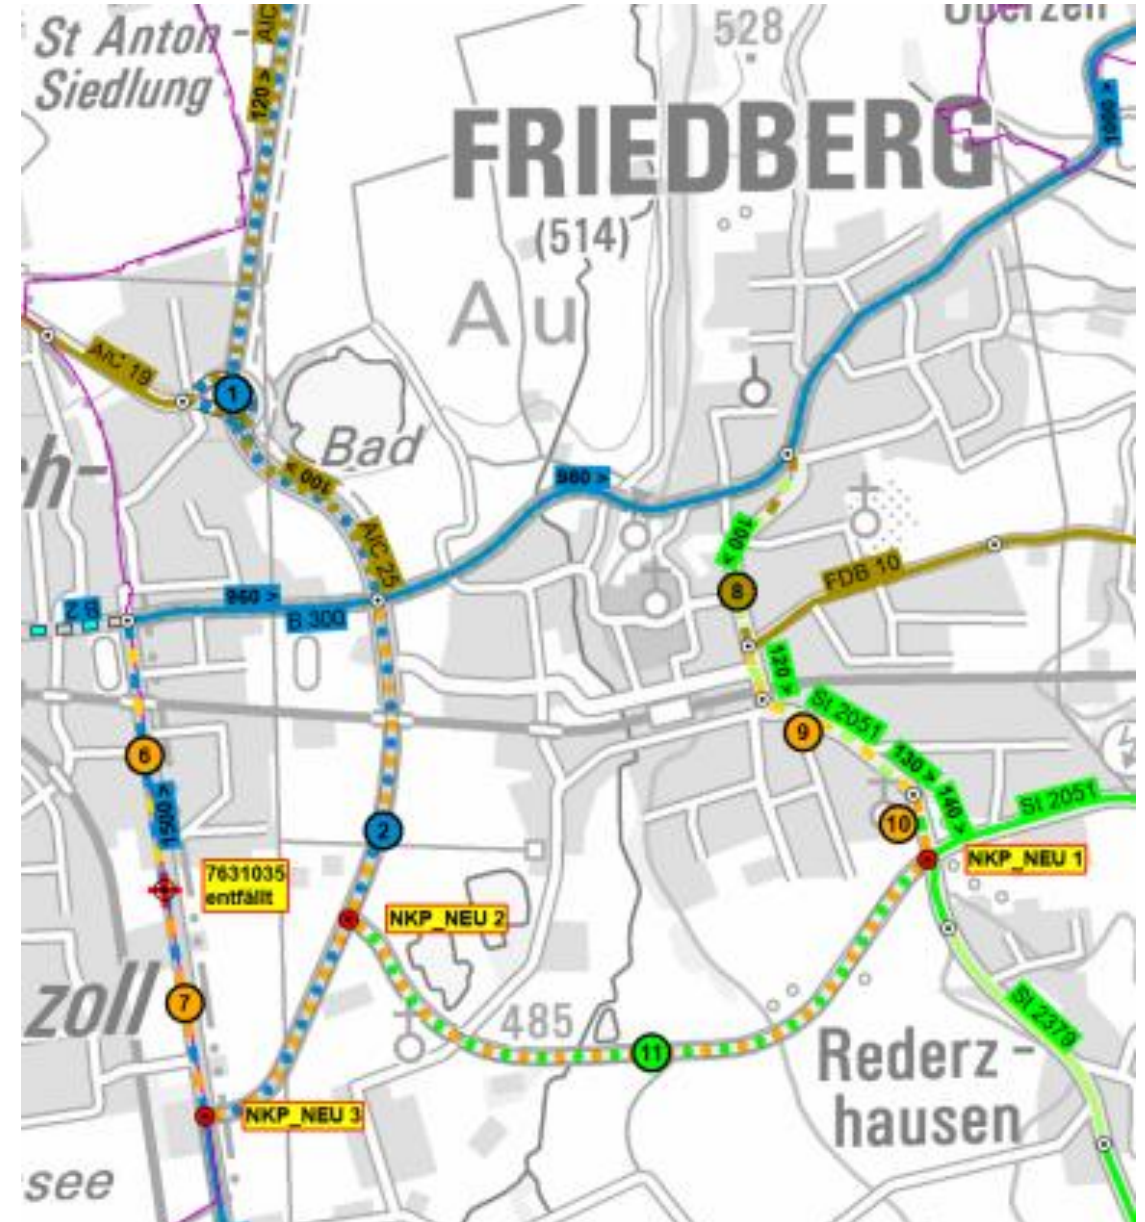 St Anton-
Siedlung
AIC
120 >
528
FRIEDBERG
(514)
1000 >
AIC 19
1
Au
Bad
100 >
h-
960 >
AIC 25
100 >
8
FDB 10
B 2
960 >
B 300
120 >
St 2051
9
6
130 >
140 >
1500 >
St 2051
2
10
NKP_NEU 1
7631035
entfällt
NKP_NEU 2
zoll
7
485
St 2379
11
Rederz-
hausen
NKP_NEU 3
see